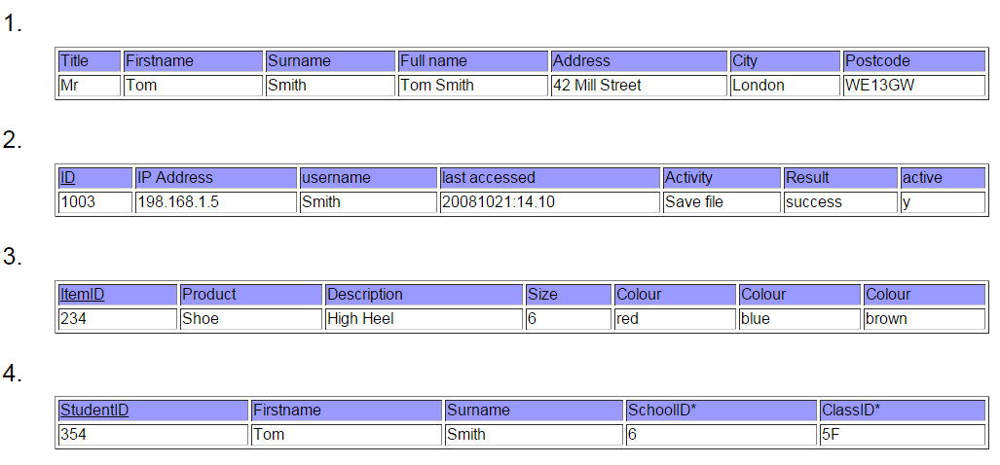 1.
Title Firstname Surname Full name Address City Postcode
Mr Tom Smith Tom Smith 42 Mill Street London WE13GW
2.
ID IP Address username last accessed Activity Result active
1003 198.168.1.5 Smith 20081021:14.10 Save file success y
3.
ItemID Product Description Size Colour Colour Colour
234 Shoe High Heel 6 red blue brown
4.
StudentID Firstname Surname SchoolID* ClassID*
354 Tom Smith 6 5F